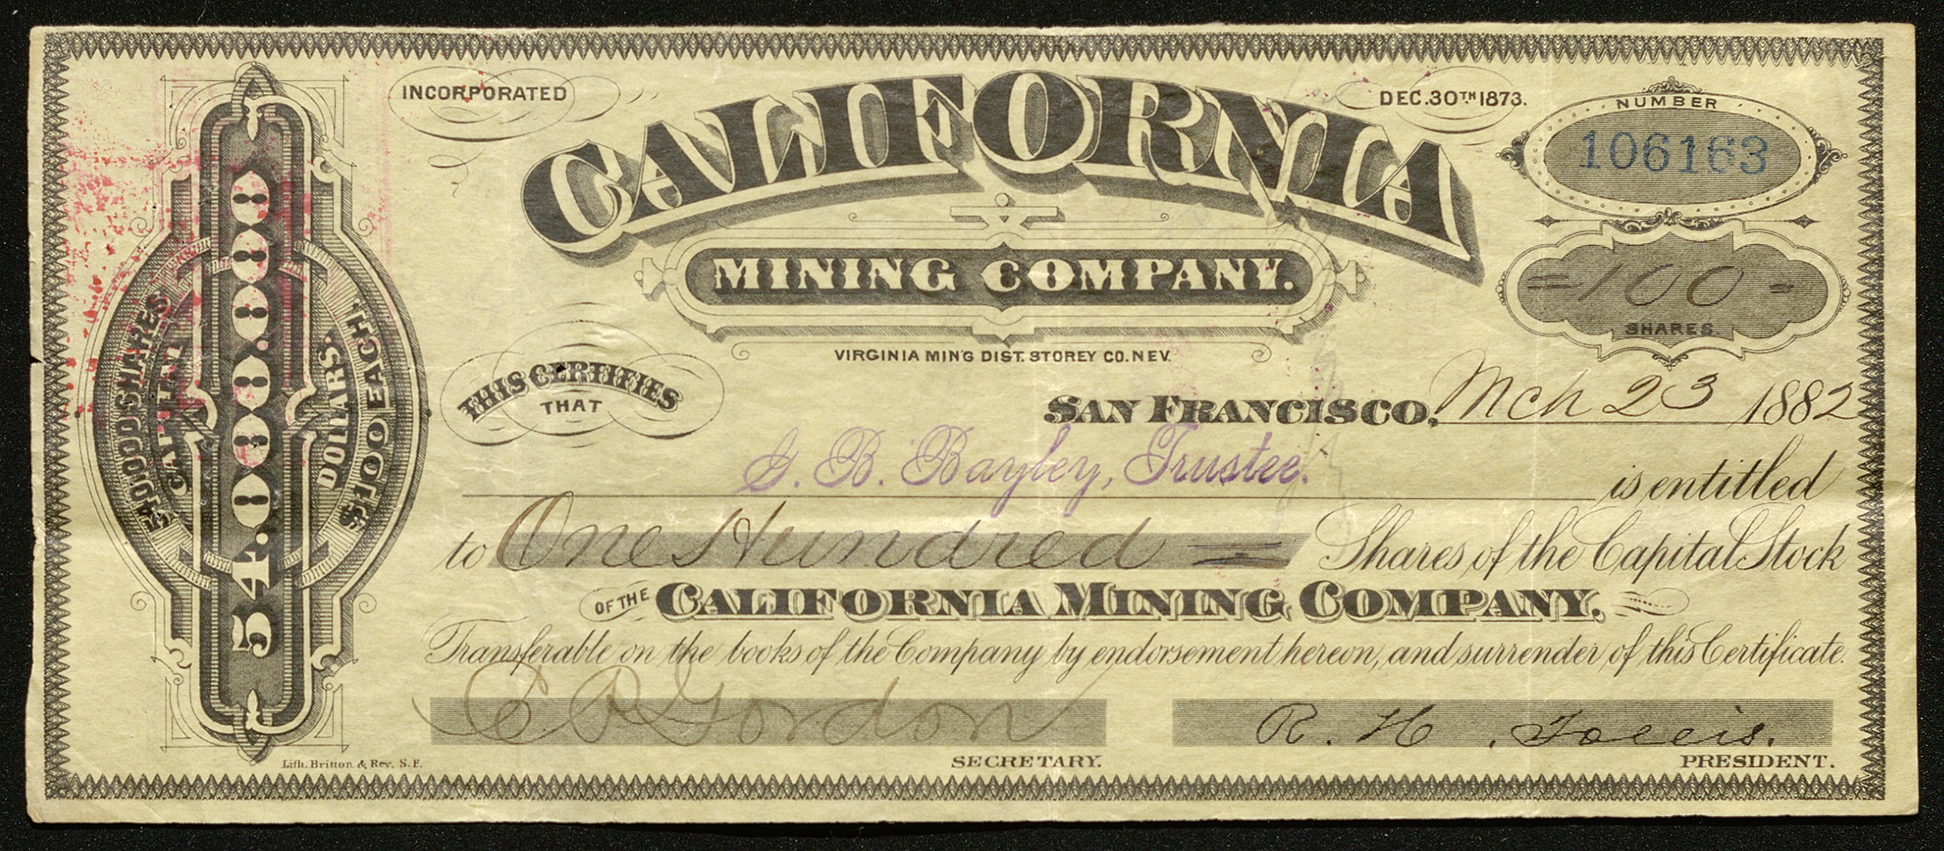 INCORPORATED
DEC. 30TH 1873.
CALIFORNIA
MINING COMPANY.
VIRGINIA MIN'G DIST. STOREY CO. NEV.
NUMBER
106163
=100=
SHARES.
540,000 SHARES
CAPITAL
54.000.000
DOLLARS.
$100 EACH.
THIS CERTIFIES
THAT
SAN FRANCISCO, Mch 23 1882
G. B. Bayley, Trustee. is entitled
to One Hundred = Shares of the Capital Stock
OF THE CALIFORNIA MINING COMPANY.
Transferable on the books of the Company by endorsement hereon, and surrender of this Certificate.
C P Gordon
SECRETARY.
R. H. Follis.
PRESIDENT.
Lith. Britton & Rey, S.F.